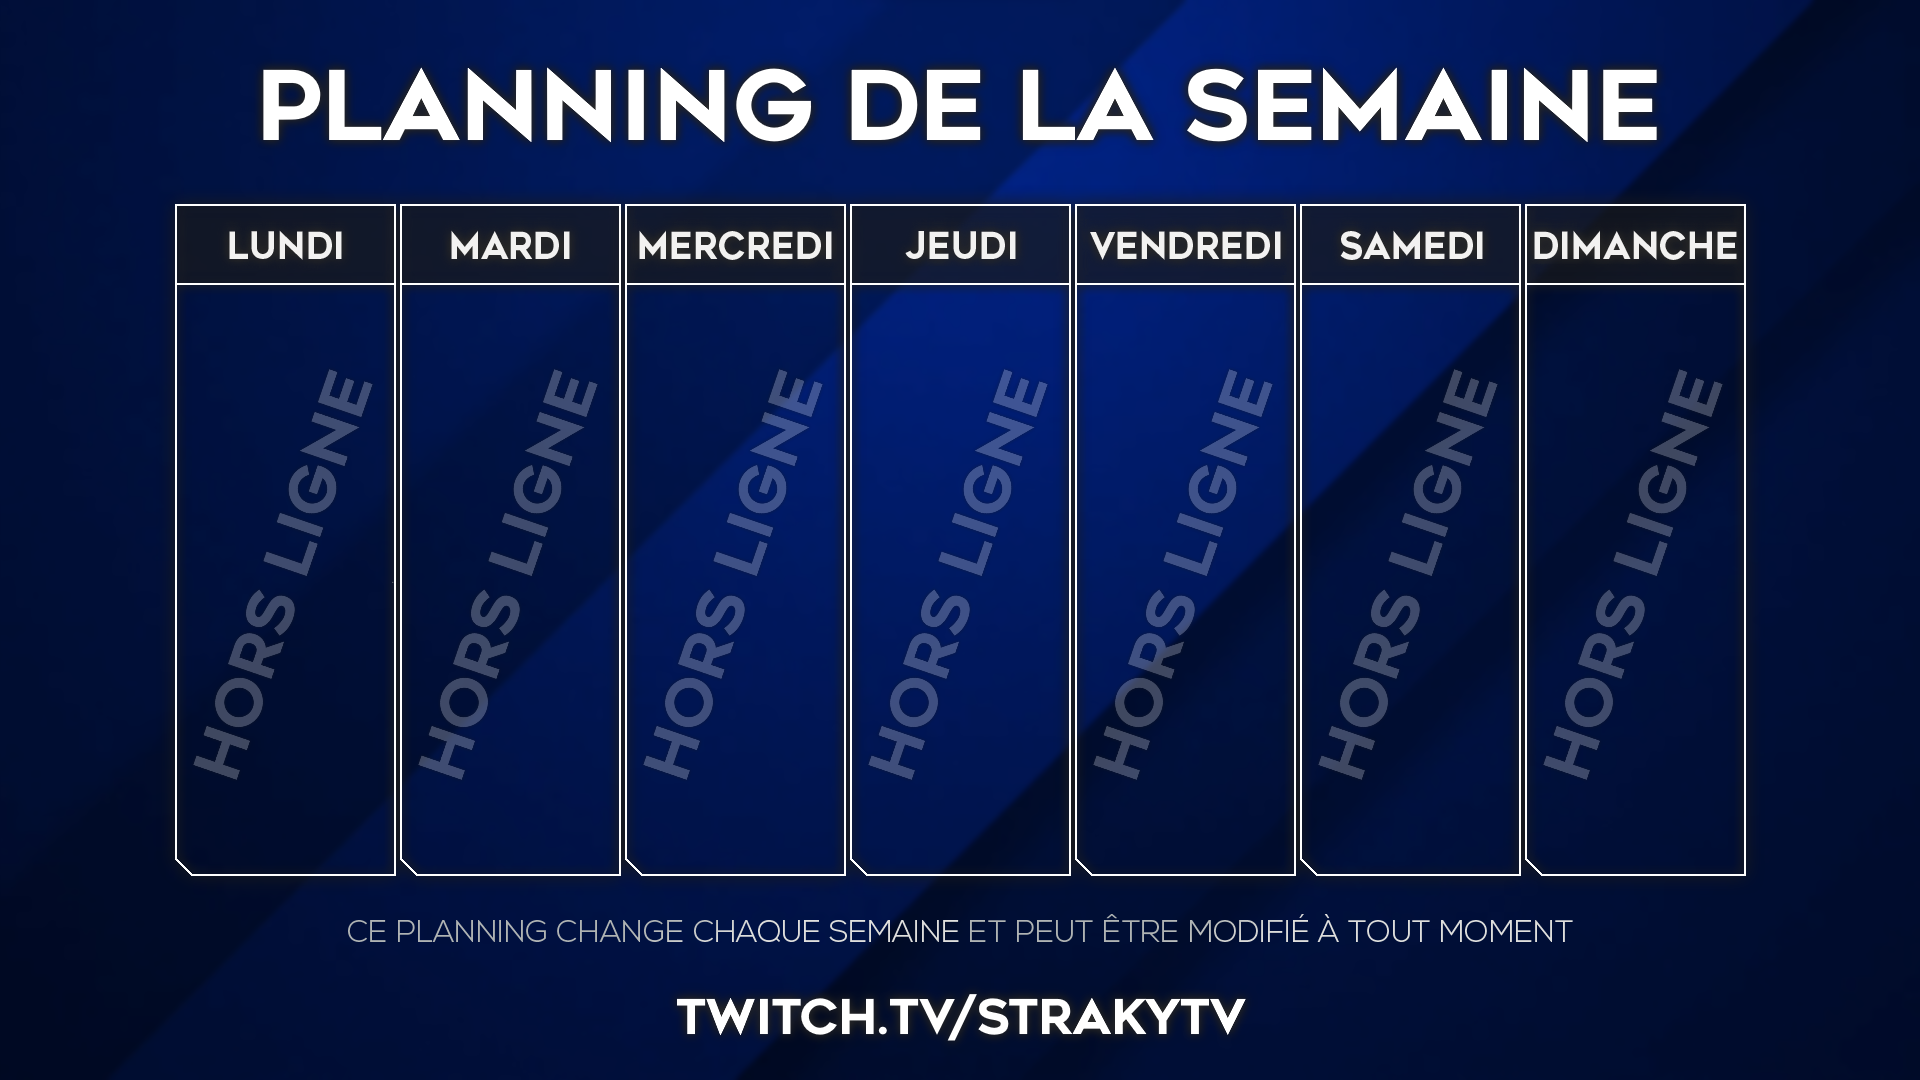 PLANNING DE LA SEMAINE
LUNDI MARDI MERCREDI JEUDI VENDREDI SAMEDI DIMANCHE
HORS LIGNE HORS LIGNE HORS LIGNE HORS LIGNE HORS LIGNE HORS LIGNE HORS LIGNE
CE PLANNING CHANGE CHAQUE SEMAINE ET PEUT ÊTRE MODIFIÉ À TOUT MOMENT
TWITCH.TV/STRAKYTV